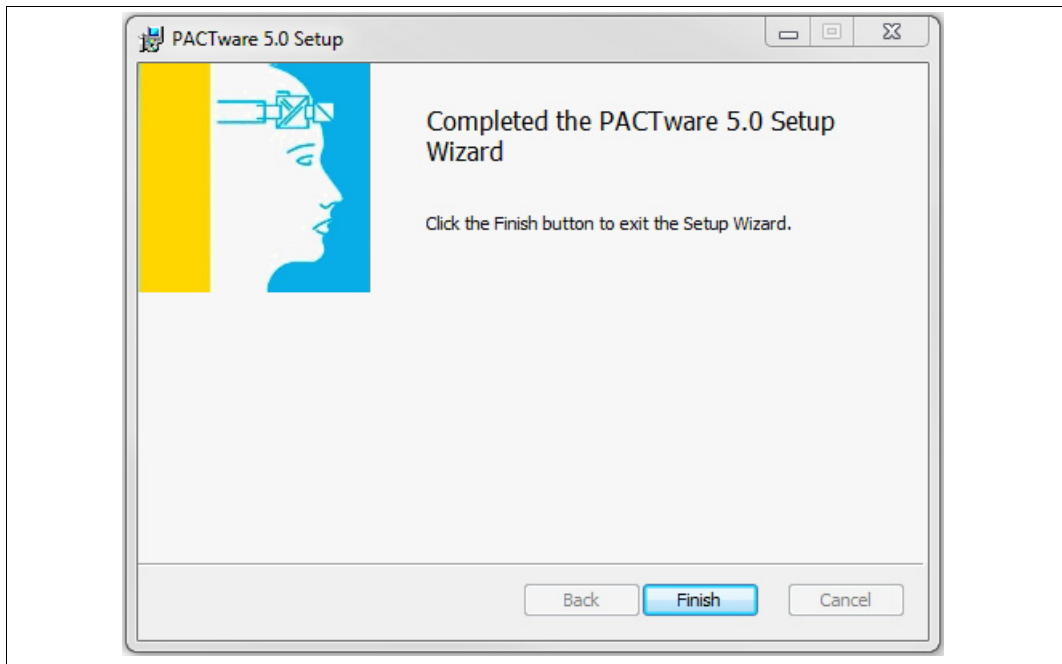 PACTware 5.0 Setup
Completed the PACTware 5.0 Setup
Wizard
Click the Finish button to exit the Setup Wizard.
Back
Finish
Cancel